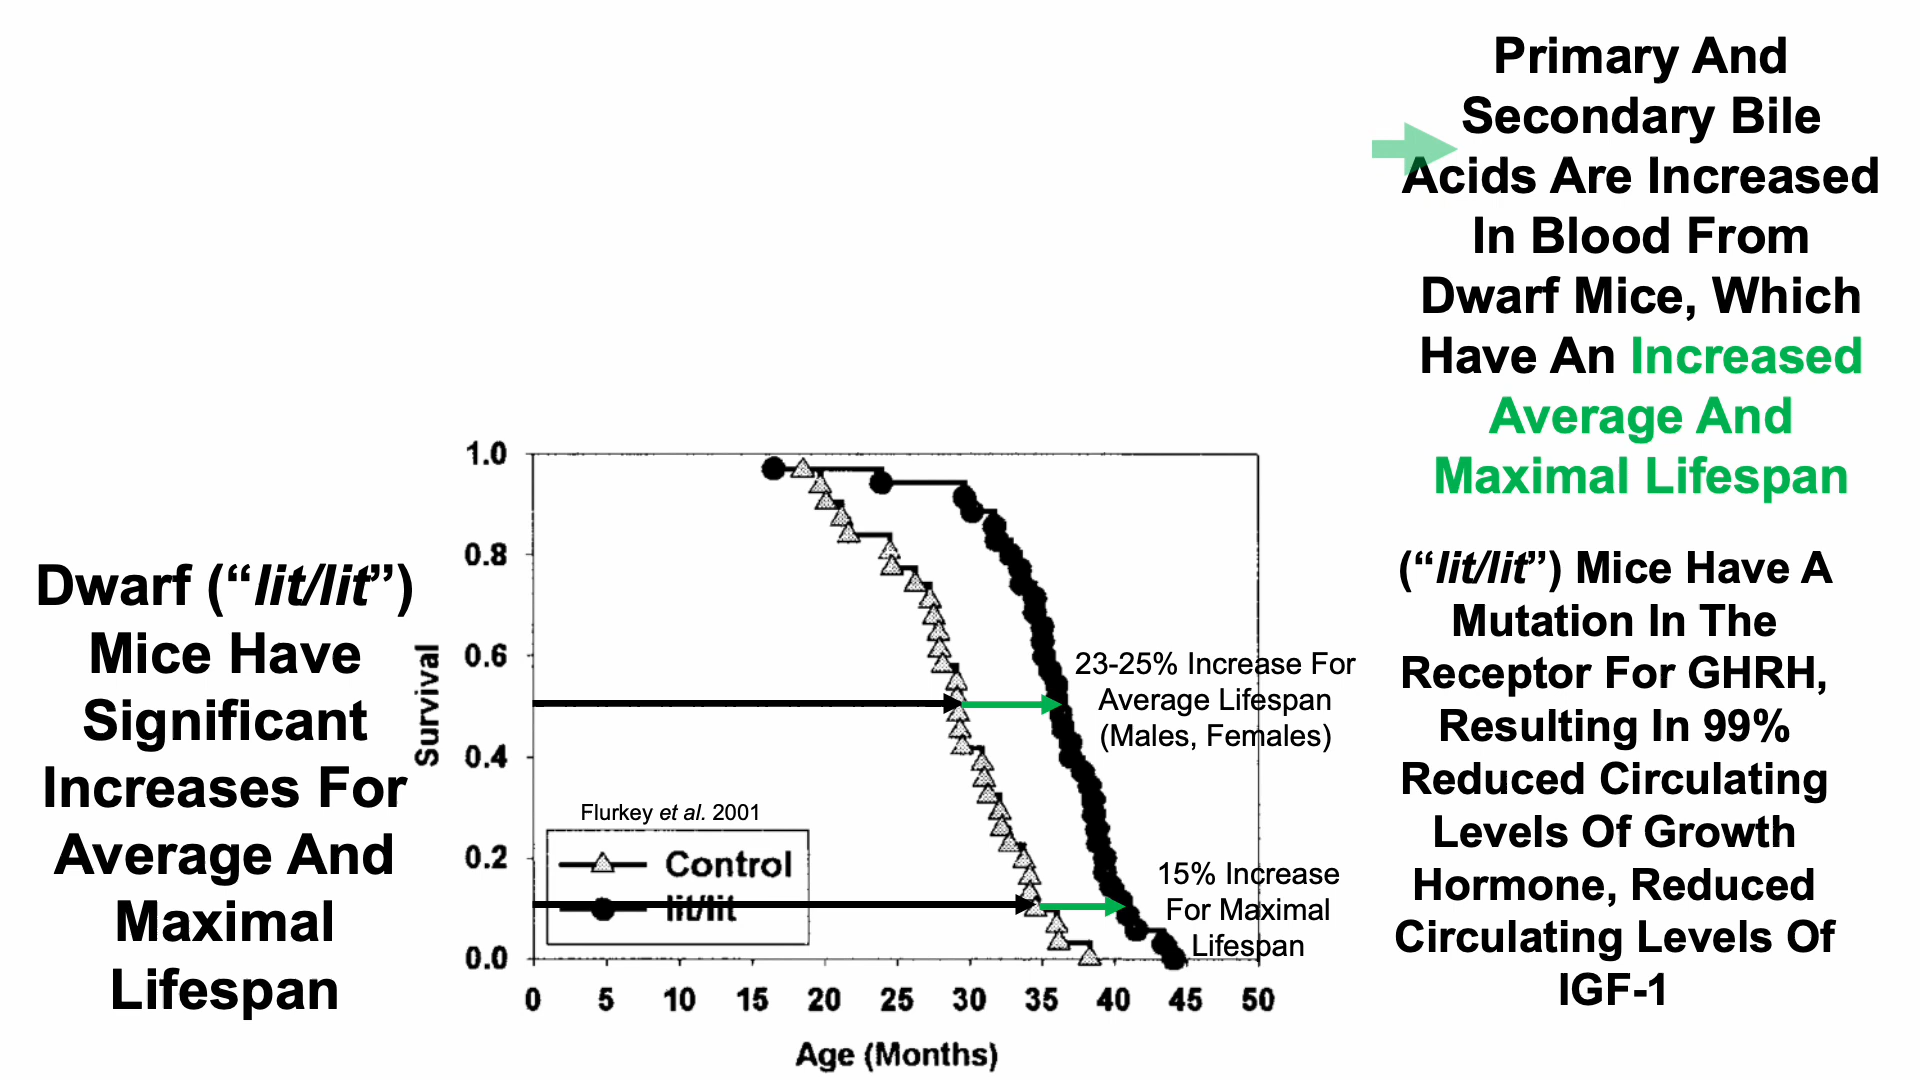 Primary And
Secondary Bile
Acids Are Increased
In Blood From
Dwarf Mice, Which
Have An Increased
Average And
Maximal Lifespan
(“lit/lit”) Mice Have A
Mutation In The
Receptor For GHRH,
Resulting In 99%
Reduced Circulating
Levels Of Growth
Hormone, Reduced
Circulating Levels Of
IGF-1
Dwarf (“lit/lit”)
Mice Have
Significant
Increases For
Average And
Maximal
Lifespan
Survival
1.0
0.8
0.6
0.4
0.2
0.0
23-25% Increase For
Average Lifespan
(Males, Females)
Flurkey et al. 2001
Control
lit/lit
15% Increase
For Maximal
Lifespan
0 5 10 15 20 25 30 35 40 45 50
Age (Months)